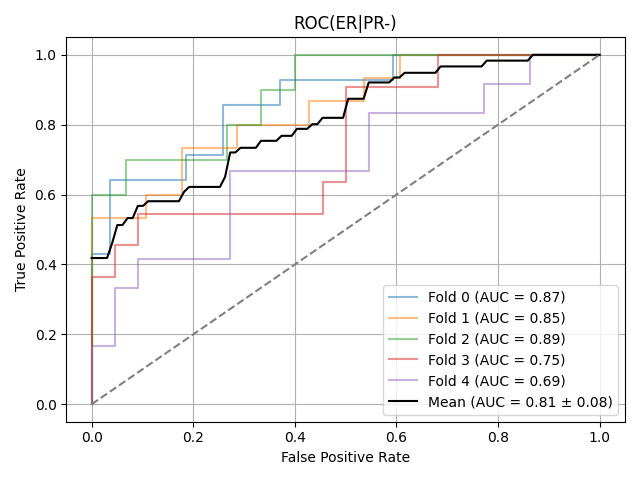 ROC(ER|PR-)
1.0
0.8
0.6
0.4
0.2
0.0
True Positive Rate
Fold 0 (AUC = 0.87)
Fold 1 (AUC = 0.85)
Fold 2 (AUC = 0.89)
Fold 3 (AUC = 0.75)
Fold 4 (AUC = 0.69)
Mean (AUC = 0.81 ± 0.08)
0.0 0.2 0.4 0.6 0.8 1.0
False Positive Rate